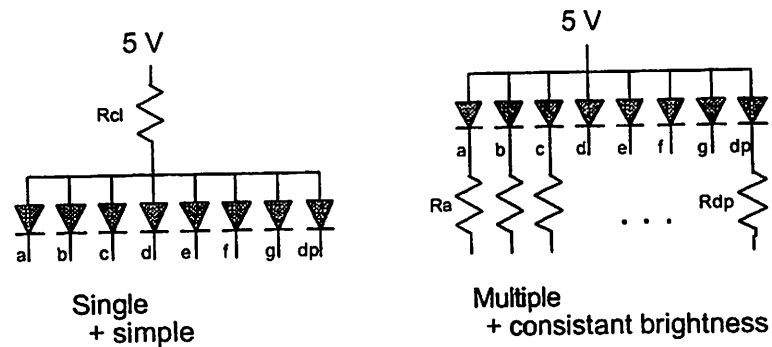 5 V
Rcl
a b c d e f g dp
Single
+ simple
5 V
a b c d e f g dp
Ra
. . .
Rdp
Multiple
+ consistant brightness